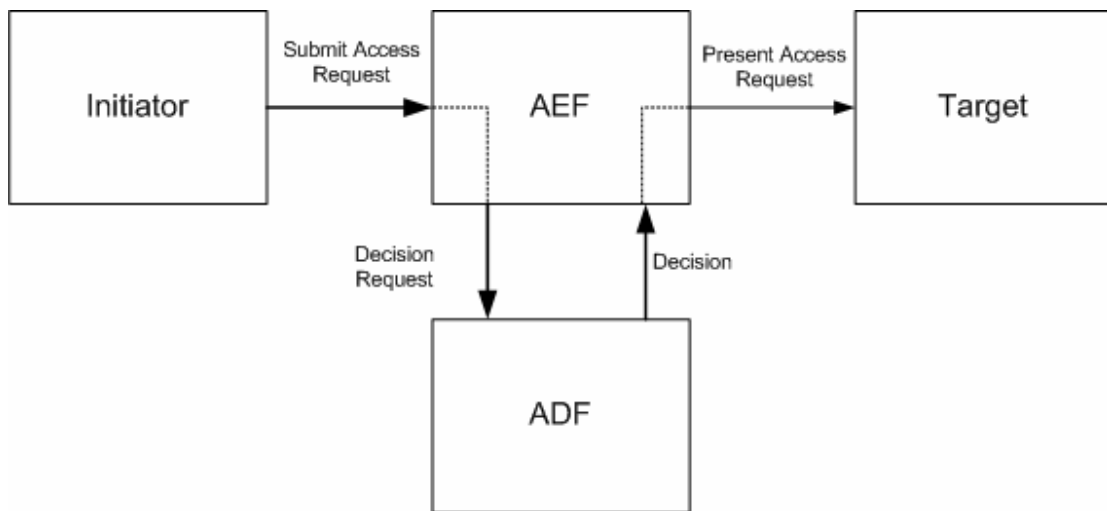 Initiator
Submit Access
Request
AEF
Present Access
Request
Target
Decision
Request
Decision
ADF